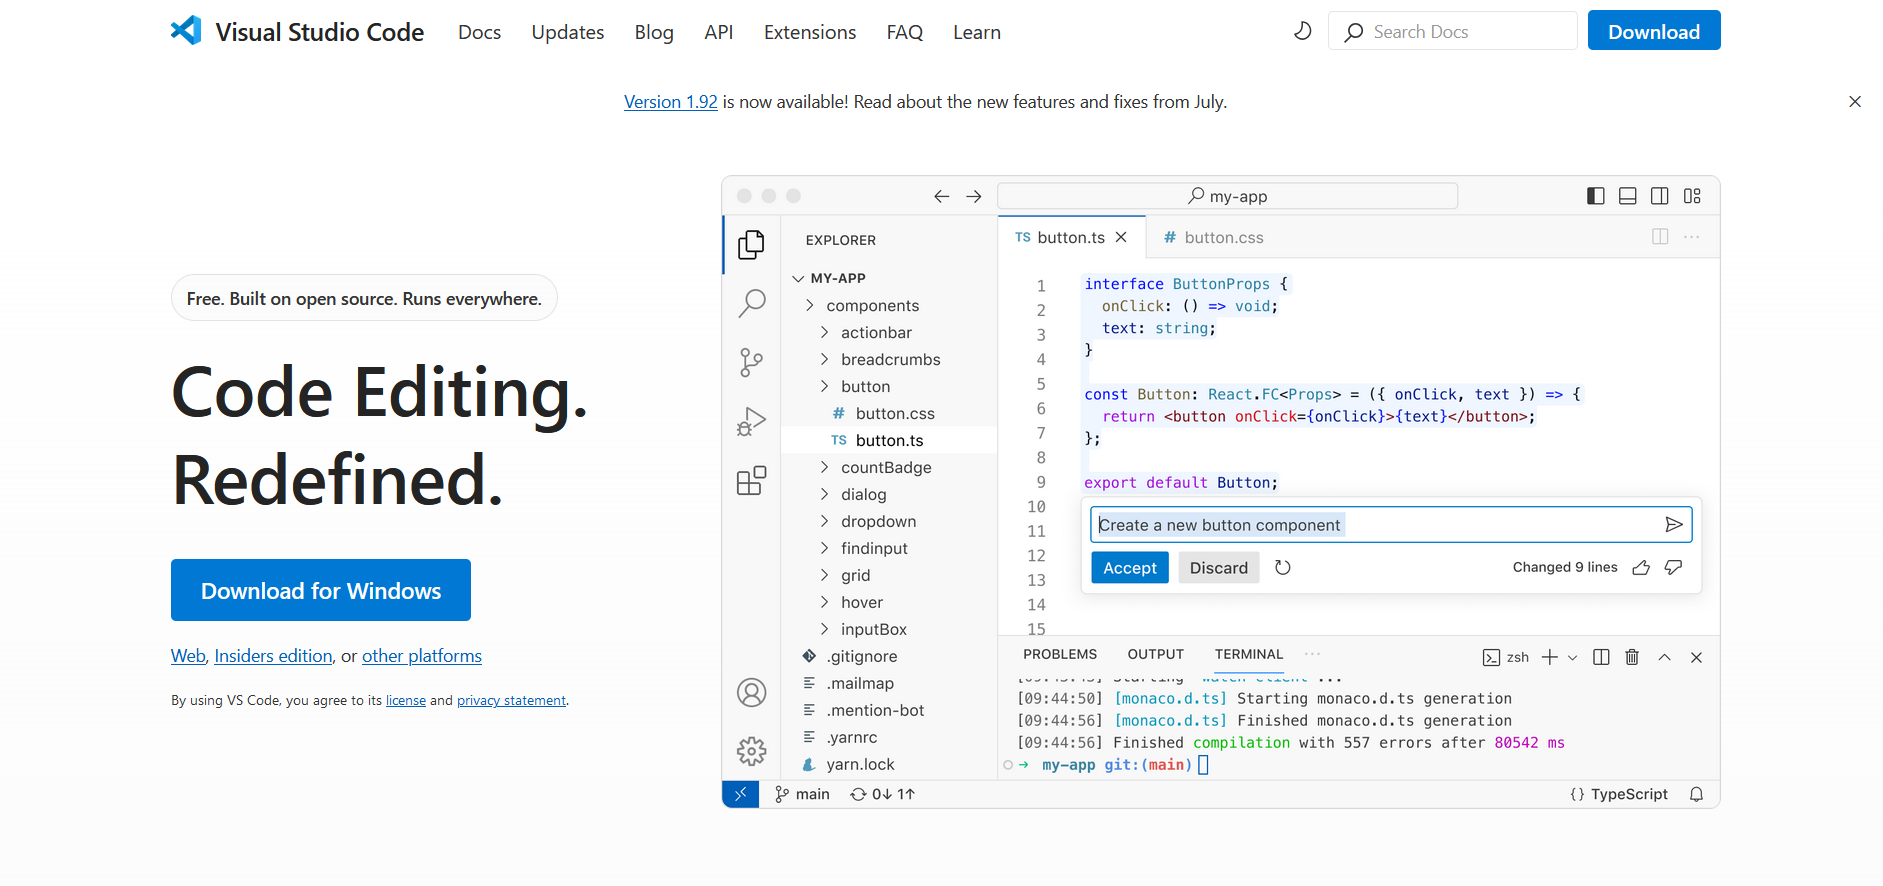 Visual Studio Code Docs Updates Blog API Extensions FAQ Learn Search Docs Download
Version 1.92 is now available! Read about the new features and fixes from July.
Free. Built on open source. Runs everywhere.
Code Editing.
Redefined.
Download for Windows
Web, Insiders edition, or other platforms
By using VS Code, you agree to its license and privacy statement.
my-app
EXPLORER
MY-APP
components
actionbar
breadcrumbs
button
# button.css
TS button.ts
countBadge
dialog
dropdown
findinput
grid
hover
inputBox
.gitignore
.mailmap
.mention-bot
.yarnrc
yarn.lock
TS button.ts # button.css
1 interface ButtonProps {
2 onClick: () => void;
3 text: string;
4 }
5
6 const Button: React.FC<Props> = ({ onClick, text }) => {
7 return <button onClick={onClick}>{text}</button>;
8 };
9
10 export default Button;
11
12
13
14
15
Create a new button component
Accept Discard Changed 9 lines
PROBLEMS OUTPUT TERMINAL ··· zsh
[09:44:50] [monaco.d.ts] Starting monaco.d.ts generation
[09:44:56] [monaco.d.ts] Finished monaco.d.ts generation
[09:44:56] Finished compilation with 557 errors after 80542 ms
→ my-app git:(main)
main 0↓ 1↑ {} TypeScript